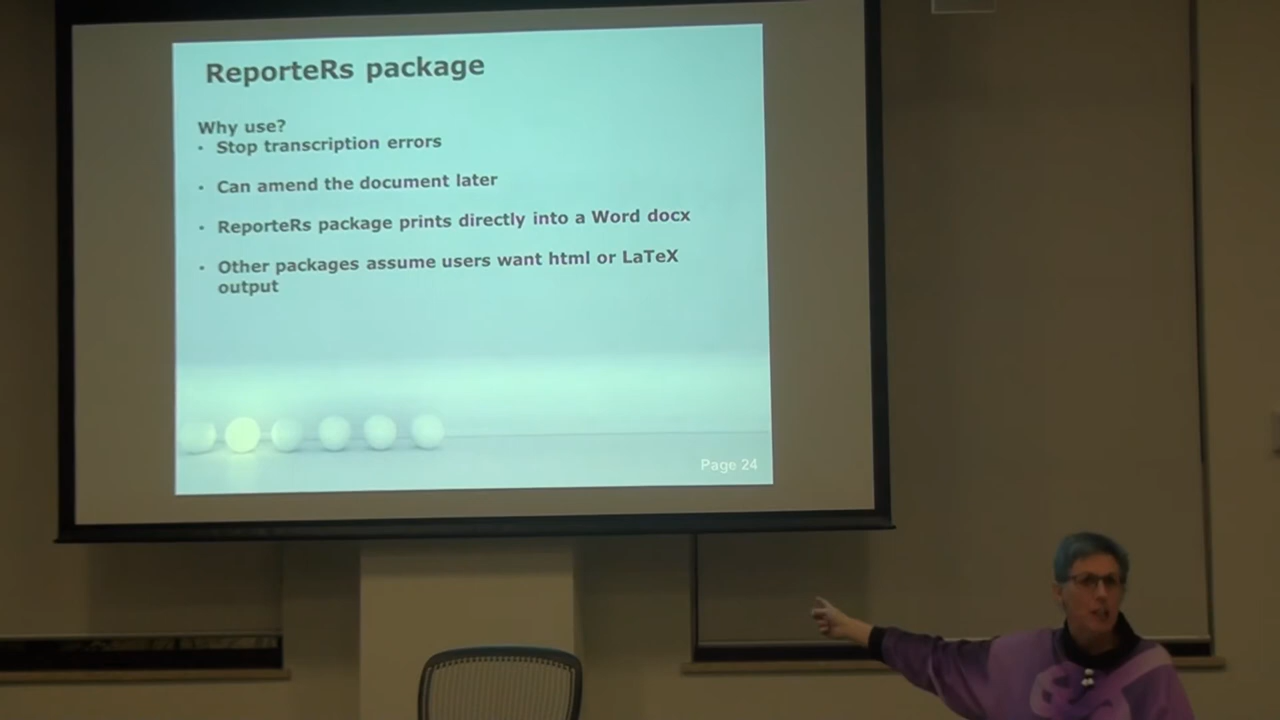 ReporteRs package
Why use?
• Stop transcription errors
• Can amend the document later
• ReporteRs package prints directly into a Word docx
• Other packages assume users want html or LaTeX
output
Page 24